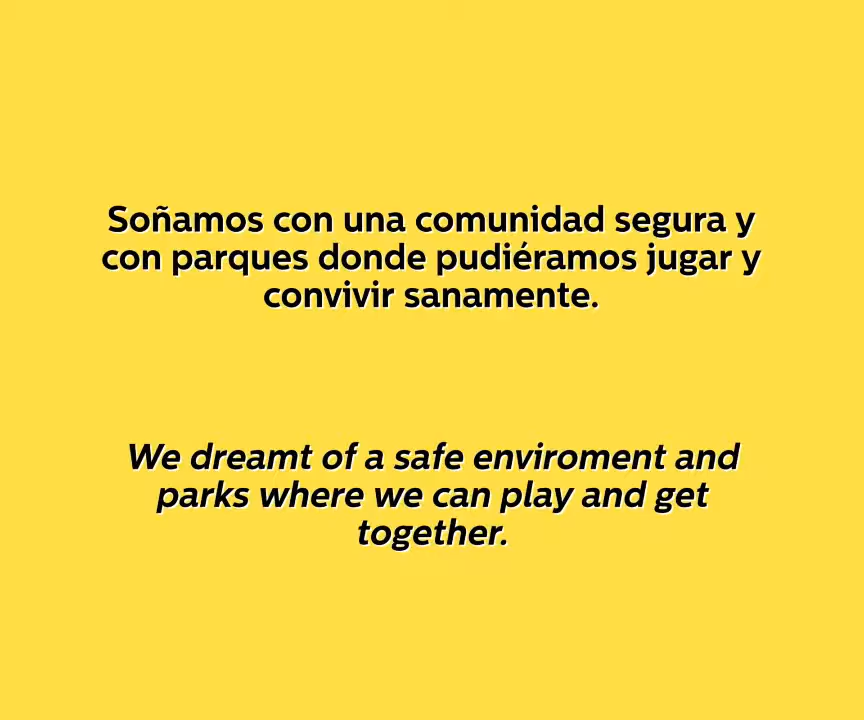 Soñamos con una comunidad segura y
con parques donde pudiéramos jugar y
convivir sanamente.
We dreamt of a safe enviroment and
parks where we can play and get
together.